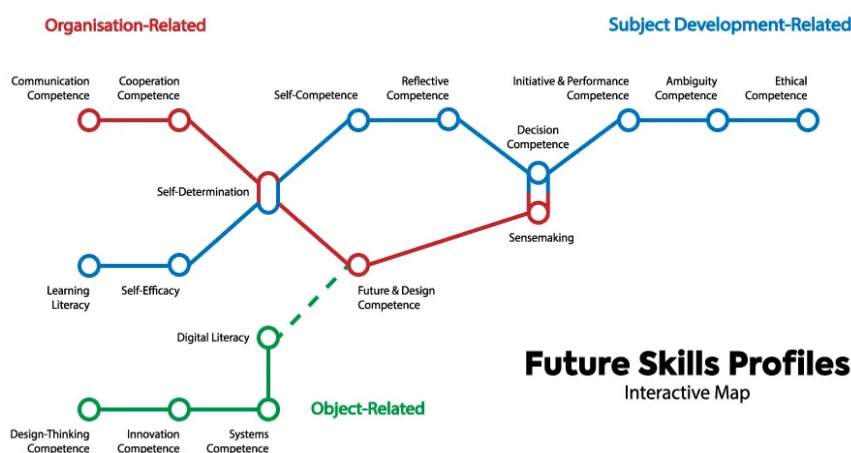 Organisation-Related
Subject Development-Related
Communication
Competence
Cooperation
Competence
Self-Competence
Reflective
Competence
Initiative & Performance
Competence
Ambiguity
Competence
Ethical
Competence
Decision
Competence
Self-Determination
Sensemaking
Learning
Literacy
Self-Efficacy
Future & Design
Competence
Digital Literacy
Future Skills Profiles
Interactive Map
Object-Related
Design-Thinking
Competence
Innovation
Competence
Systems
Competence